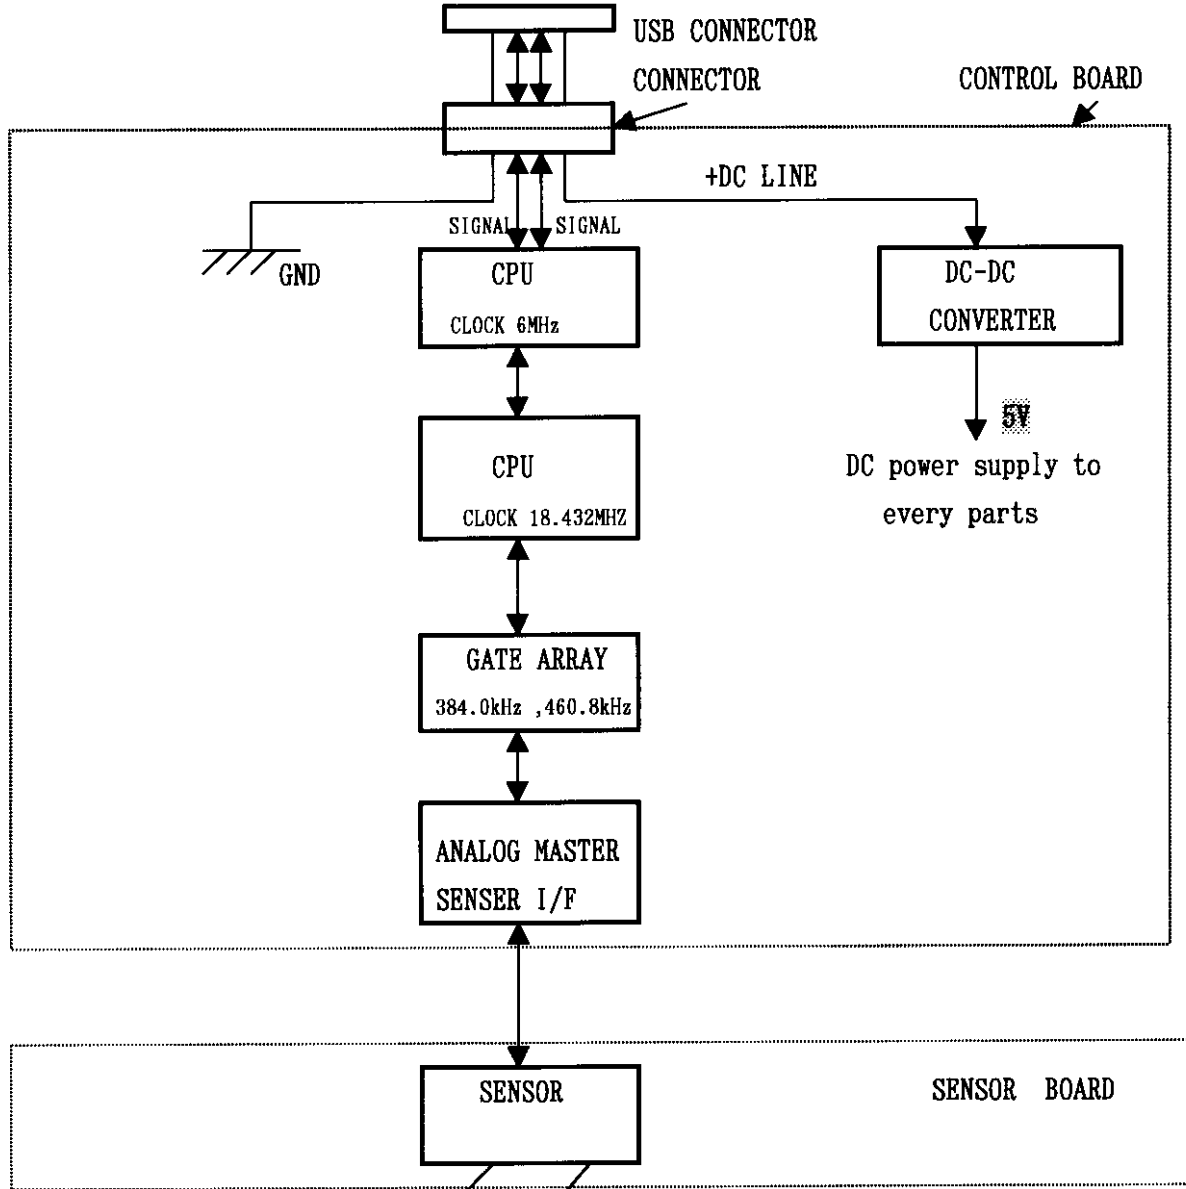 USB CONNECTOR
CONNECTOR
CONTROL BOARD
+DC LINE
SIGNAL
SIGNAL
GND
CPU
CLOCK 6MHz
DC-DC
CONVERTER
5V
DC power supply to
every parts
CPU
CLOCK 18.432MHZ
GATE ARRAY
384.0kHz ,460.8kHz
ANALOG MASTER
SENSER I/F
SENSOR
SENSOR BOARD